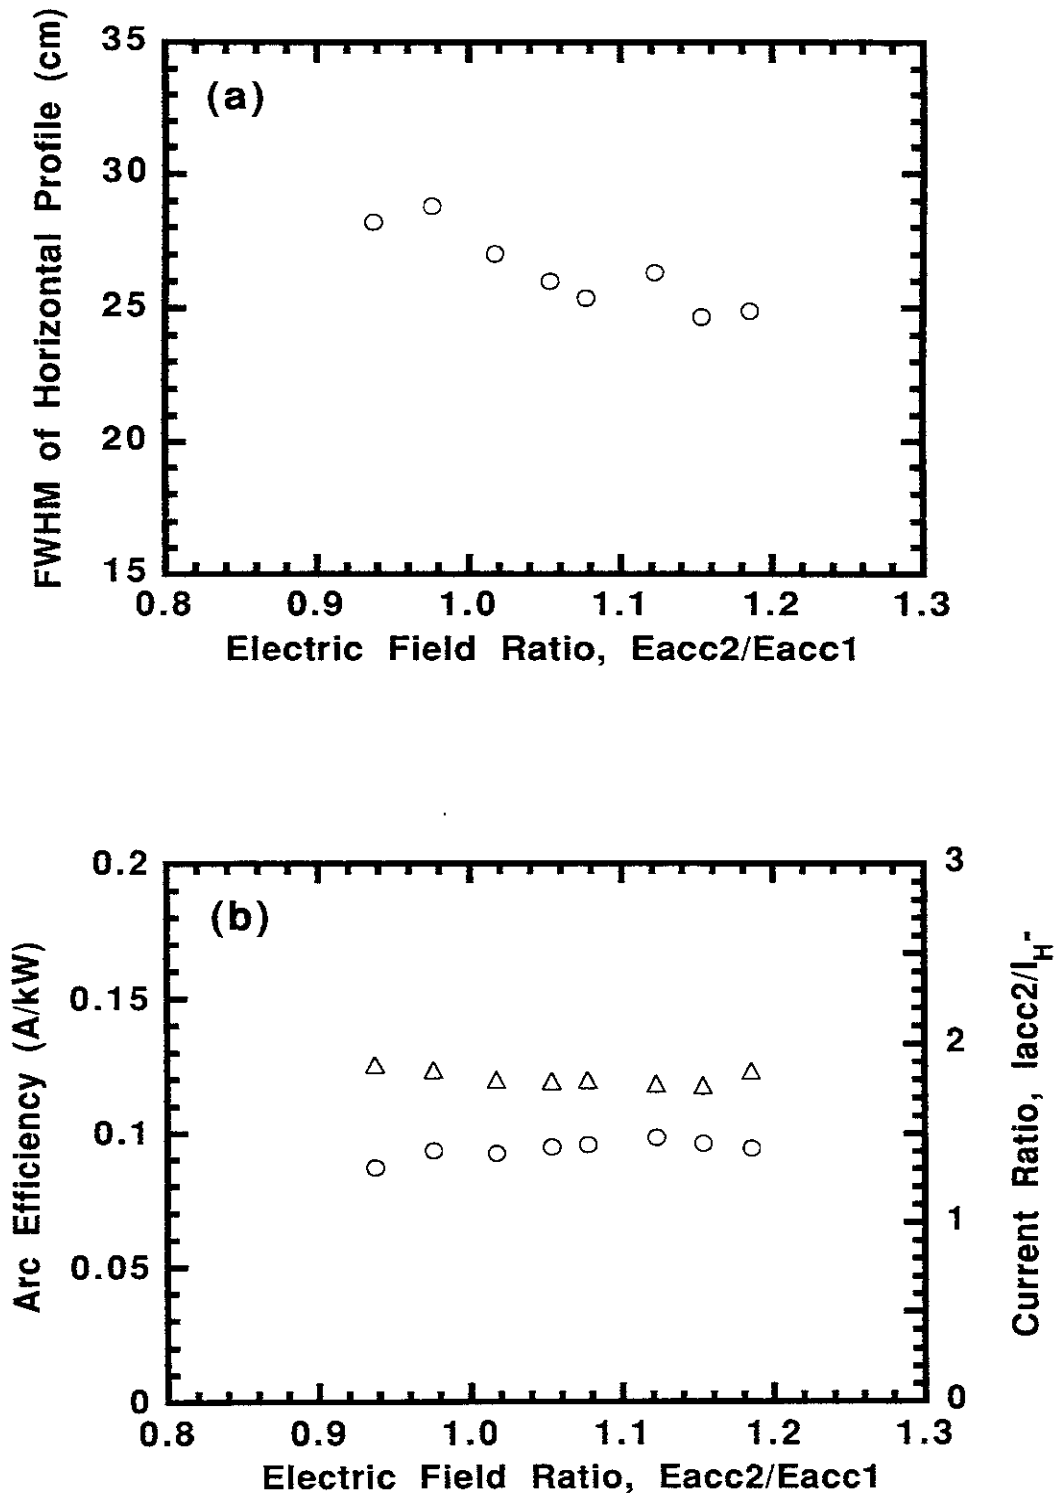 FWHM of Horizontal Profile (cm)
35
30
25
20
15
(a)
0.8 0.9 1.0 1.1 1.2 1.3
Electric Field Ratio, Eacc2/Eacc1
Arc Efficiency (A/kW)
0.2
0.15
0.1
0.05
0
(b)
3
2
1
0
Current Ratio, Iacc2/I_H-
0.8 0.9 1.0 1.1 1.2 1.3
Electric Field Ratio, Eacc2/Eacc1